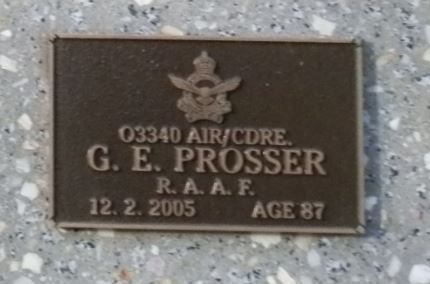 O3340 AIR/CDRE.
G. E. PROSSER
R. A. A. F.
12. 2. 2005 AGE 87